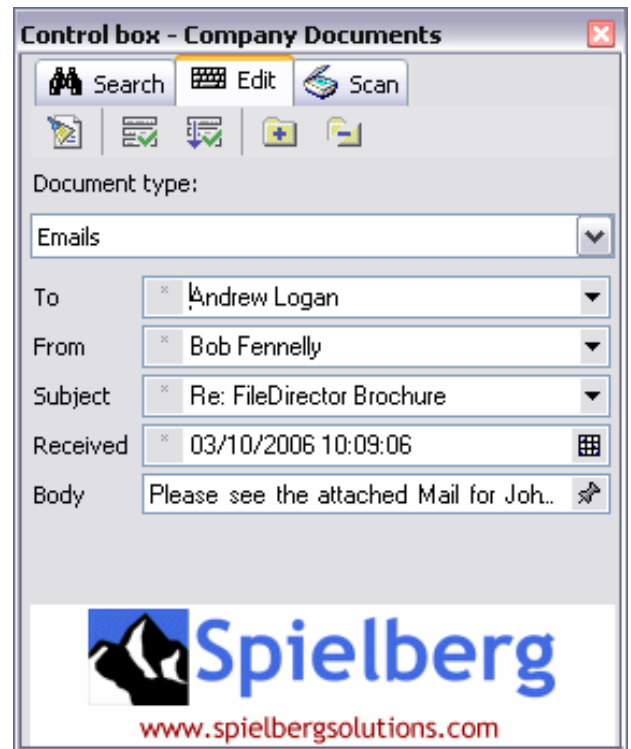 Control box - Company Documents
Search Edit Scan
Document type:
Emails
To Andrew Logan
From Bob Fennelly
Subject Re: FileDirector Brochure
Received 03/10/2006 10:09:06
Body Please see the attached Mail for Joh..
Spielberg
www.spielbergsolutions.com